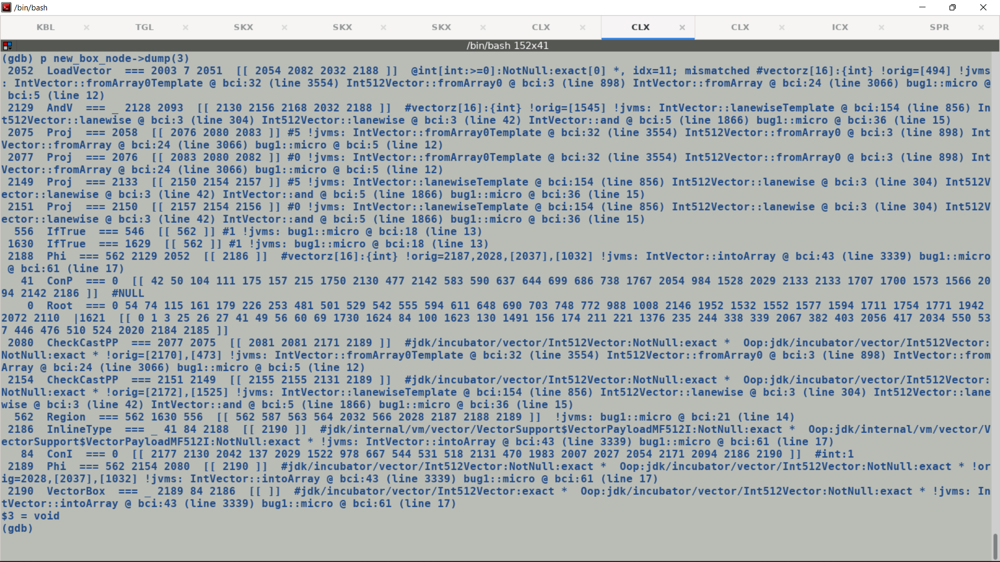 /bin/bash
KBL × TGL × SKX × SKX × SKX × CLX × CLX × CLX × ICX × SPR ×
/bin/bash 152x41
(gdb) p new_box_node->dump(3)
 2052  LoadVector  === 2003 7 2051  [[ 2054 2082 2032 2188 ]]  @int[int:>=0]:NotNull:exact[0] *, idx=11; mismatched #vectorz[16]:{int} !orig=[494] !jvms
: IntVector::fromArray0Template @ bci:32 (line 3554) Int512Vector::fromArray0 @ bci:3 (line 898) IntVector::fromArray @ bci:24 (line 3066) bug1::micro @
 bci:5 (line 12)
 2129  AndV  === _ 2128 2093  [[ 2130 2156 2168 2032 2188 ]]  #vectorz[16]:{int} !orig=[1545] !jvms: IntVector::lanewiseTemplate @ bci:154 (line 856) In
t512Vector::lanewise @ bci:3 (line 304) Int512Vector::lanewise @ bci:3 (line 42) IntVector::and @ bci:5 (line 1866) bug1::micro @ bci:36 (line 15)
 2075  Proj  === 2058  [[ 2076 2080 2083 ]] #5 !jvms: IntVector::fromArray0Template @ bci:32 (line 3554) Int512Vector::fromArray0 @ bci:3 (line 898) Int
Vector::fromArray @ bci:24 (line 3066) bug1::micro @ bci:5 (line 12)
 2077  Proj  === 2076  [[ 2083 2080 2082 ]] #0 !jvms: IntVector::fromArray0Template @ bci:32 (line 3554) Int512Vector::fromArray0 @ bci:3 (line 898) Int
Vector::fromArray @ bci:24 (line 3066) bug1::micro @ bci:5 (line 12)
 2149  Proj  === 2133  [[ 2150 2154 2157 ]] #5 !jvms: IntVector::lanewiseTemplate @ bci:154 (line 856) Int512Vector::lanewise @ bci:3 (line 304) Int512V
ector::lanewise @ bci:3 (line 42) IntVector::and @ bci:5 (line 1866) bug1::micro @ bci:36 (line 15)
 2151  Proj  === 2150  [[ 2157 2154 2156 ]] #0 !jvms: IntVector::lanewiseTemplate @ bci:154 (line 856) Int512Vector::lanewise @ bci:3 (line 304) Int512V
ector::lanewise @ bci:3 (line 42) IntVector::and @ bci:5 (line 1866) bug1::micro @ bci:36 (line 15)
  556  IfTrue  === 546  [[ 562 ]] #1 !jvms: bug1::micro @ bci:18 (line 13)
 1630  IfTrue  === 1629  [[ 562 ]] #1 !jvms: bug1::micro @ bci:18 (line 13)
 2188  Phi  === 562 2129 2052  [[ 2186 ]]  #vectorz[16]:{int} !orig=2187,2028,[2037],[1032] !jvms: IntVector::intoArray @ bci:43 (line 3339) bug1::micro
 @ bci:61 (line 17)
   41  ConP  === 0  [[ 42 50 104 111 175 157 215 1750 2130 477 2142 583 590 637 644 699 686 738 1767 2054 984 1528 2029 2133 2133 1707 1700 1573 1566 20
94 2142 2186 ]]  #NULL
    0  Root  === 0 54 74 115 161 179 226 253 481 501 529 542 555 594 611 648 690 703 748 772 988 1008 2146 1952 1532 1552 1577 1594 1711 1754 1771 1942
2072 2110  |1621  [[ 0 1 3 25 26 27 41 49 56 60 69 1730 1624 84 100 1623 130 1491 156 174 211 221 1376 235 244 338 339 2067 382 403 2056 417 2034 550 53
7 446 476 510 524 2020 2184 2185 ]]
 2080  CheckCastPP  === 2077 2075  [[ 2081 2081 2171 2189 ]]  #jdk/incubator/vector/Int512Vector:NotNull:exact *  Oop:jdk/incubator/vector/Int512Vector:
NotNull:exact * !orig=[2170],[473] !jvms: IntVector::fromArray0Template @ bci:32 (line 3554) Int512Vector::fromArray0 @ bci:3 (line 898) IntVector::from
Array @ bci:24 (line 3066) bug1::micro @ bci:5 (line 12)
 2154  CheckCastPP  === 2151 2149  [[ 2155 2155 2131 2189 ]]  #jdk/incubator/vector/Int512Vector:NotNull:exact *  Oop:jdk/incubator/vector/Int512Vector:
NotNull:exact * !orig=[2172],[1525] !jvms: IntVector::lanewiseTemplate @ bci:154 (line 856) Int512Vector::lanewise @ bci:3 (line 304) Int512Vector::lane
wise @ bci:3 (line 42) IntVector::and @ bci:5 (line 1866) bug1::micro @ bci:36 (line 15)
  562  Region  === 562 1630 556  [[ 562 587 563 564 2032 566 2028 2187 2188 2189 ]]  !jvms: bug1::micro @ bci:21 (line 14)
 2186  InlineType  === _ 41 84 2188  [[ 2190 ]]  #jdk/internal/vm/vector/VectorSupport$VectorPayloadMF512I:NotNull:exact *  Oop:jdk/internal/vm/vector/V
ectorSupport$VectorPayloadMF512I:NotNull:exact * !jvms: IntVector::intoArray @ bci:43 (line 3339) bug1::micro @ bci:61 (line 17)
   84  ConI  === 0  [[ 2177 2130 2042 137 2029 1522 978 667 544 531 518 2131 470 1983 2007 2027 2054 2171 2094 2186 2190 ]]  #int:1
 2189  Phi  === 562 2154 2080  [[ 2190 ]]  #jdk/incubator/vector/Int512Vector:NotNull:exact *  Oop:jdk/incubator/vector/Int512Vector:NotNull:exact * !or
ig=2028,[2037],[1032] !jvms: IntVector::intoArray @ bci:43 (line 3339) bug1::micro @ bci:61 (line 17)
 2190  VectorBox  === _ 2189 84 2186  [[ ]]  #jdk/incubator/vector/Int512Vector:exact *  Oop:jdk/incubator/vector/Int512Vector:NotNull:exact * !jvms: In
tVector::intoArray @ bci:43 (line 3339) bug1::micro @ bci:61 (line 17)
$3 = void
(gdb)